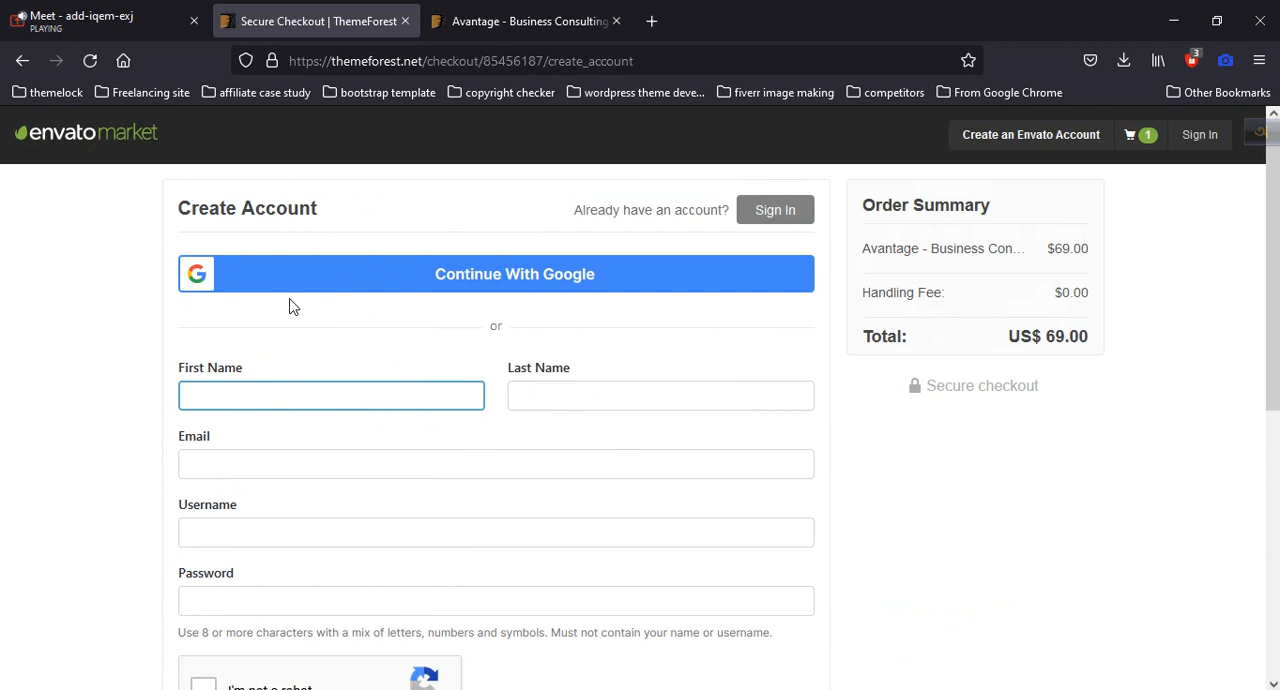 Meet - add-iqem-exj
PLAYING
Secure Checkout | ThemeForest
Avantage - Business Consulting
https://themeforest.net/checkout/85456187/create_account
3
themelock
Freelancing site
affiliate case study
bootstrap template
copyright checker
wordpress theme deve...
fiverr image making
competitors
From Google Chrome
Other Bookmarks
envatomarket
Create an Envato Account
1
Sign In
Create Account
Already have an account?
Sign In
Continue With Google
or
First Name
Last Name
Email
Username
Password
Use 8 or more characters with a mix of letters, numbers and symbols. Must not contain your name or username.
I'm not a robot
Order Summary
Avantage - Business Con... $69.00
Handling Fee: $0.00
Total: US$ 69.00
Secure checkout